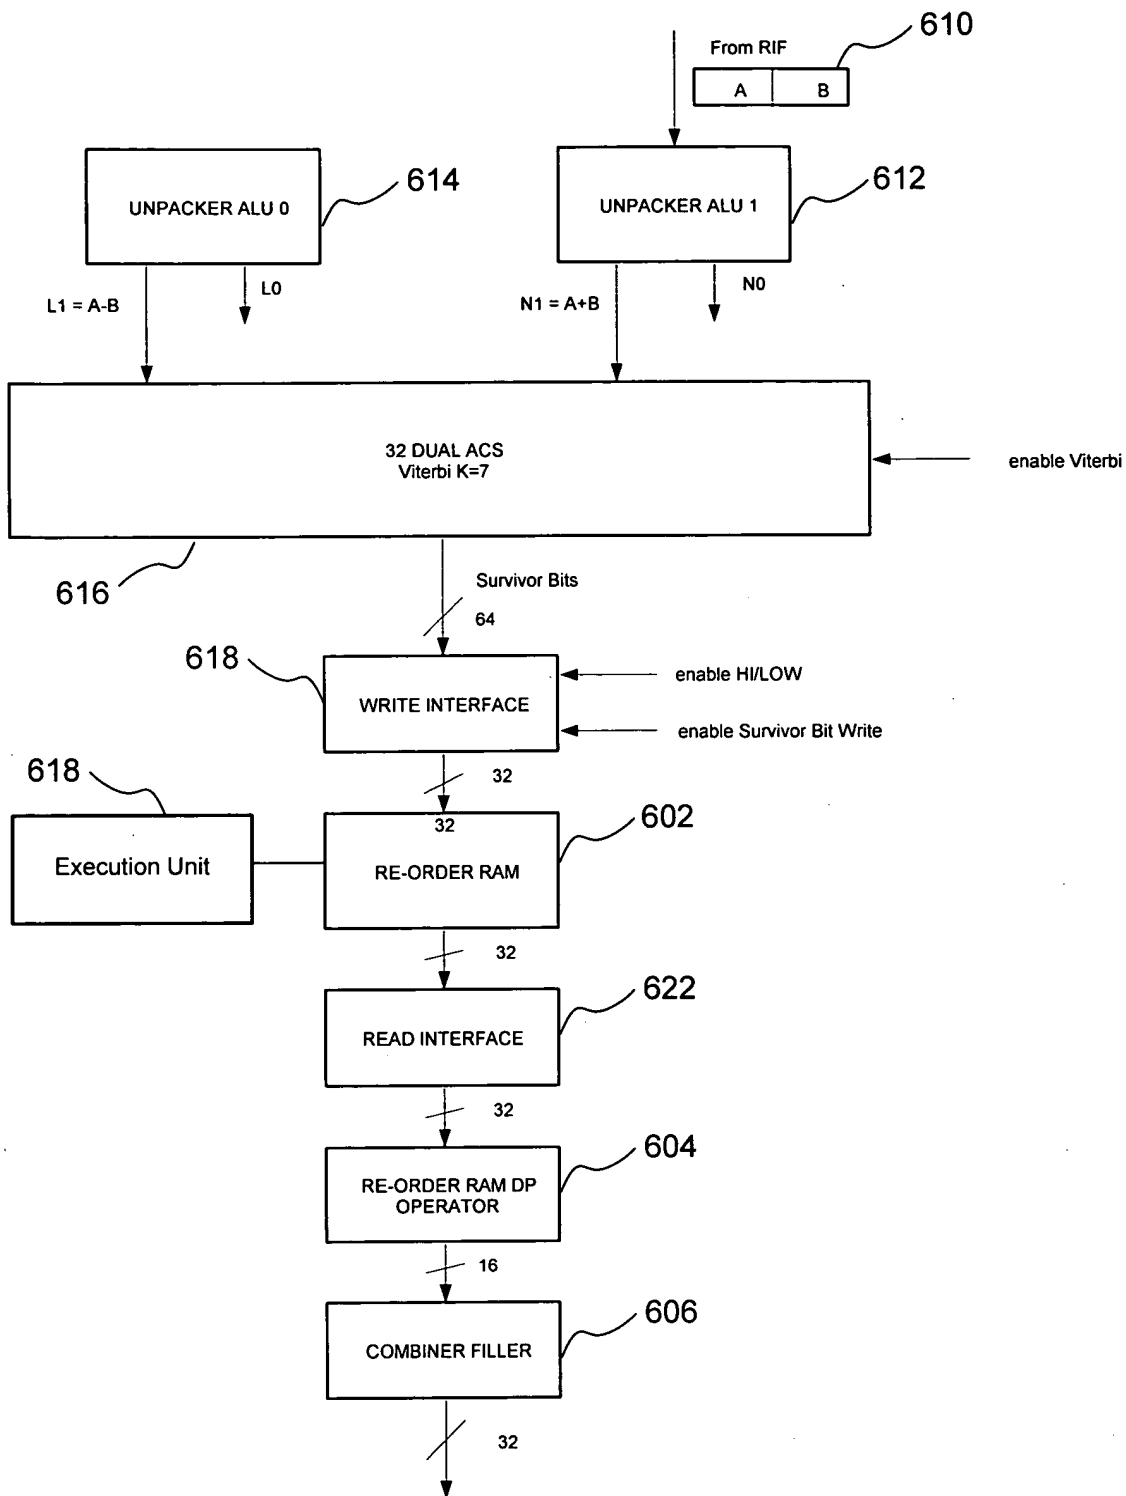 610
From RIF
A B
614
612
UNPACKER ALU 0
UNPACKER ALU 1
L1 = A-B
L0
N1 = A+B
N0
32 DUAL ACS
Viterbi K=7
enable Viterbi
616
Survivor Bits
64
618
enable HI/LOW
WRITE INTERFACE
enable Survivor Bit Write
618
32
32
602
Execution Unit
RE-ORDER RAM
32
622
READ INTERFACE
32
604
RE-ORDER RAM DP
OPERATOR
16
606
COMBINER FILLER
32